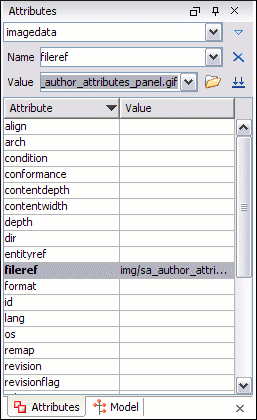 Attributes
imagedata
Name fileref
Value _author_attributes_panel.gif
Attribute Value
align
arch
condition
conformance
contentdepth
contentwidth
depth
dir
entityref
fileref img/sa_author_attri...
format
id
lang
os
remap
revision
revisionflag
Attributes Model